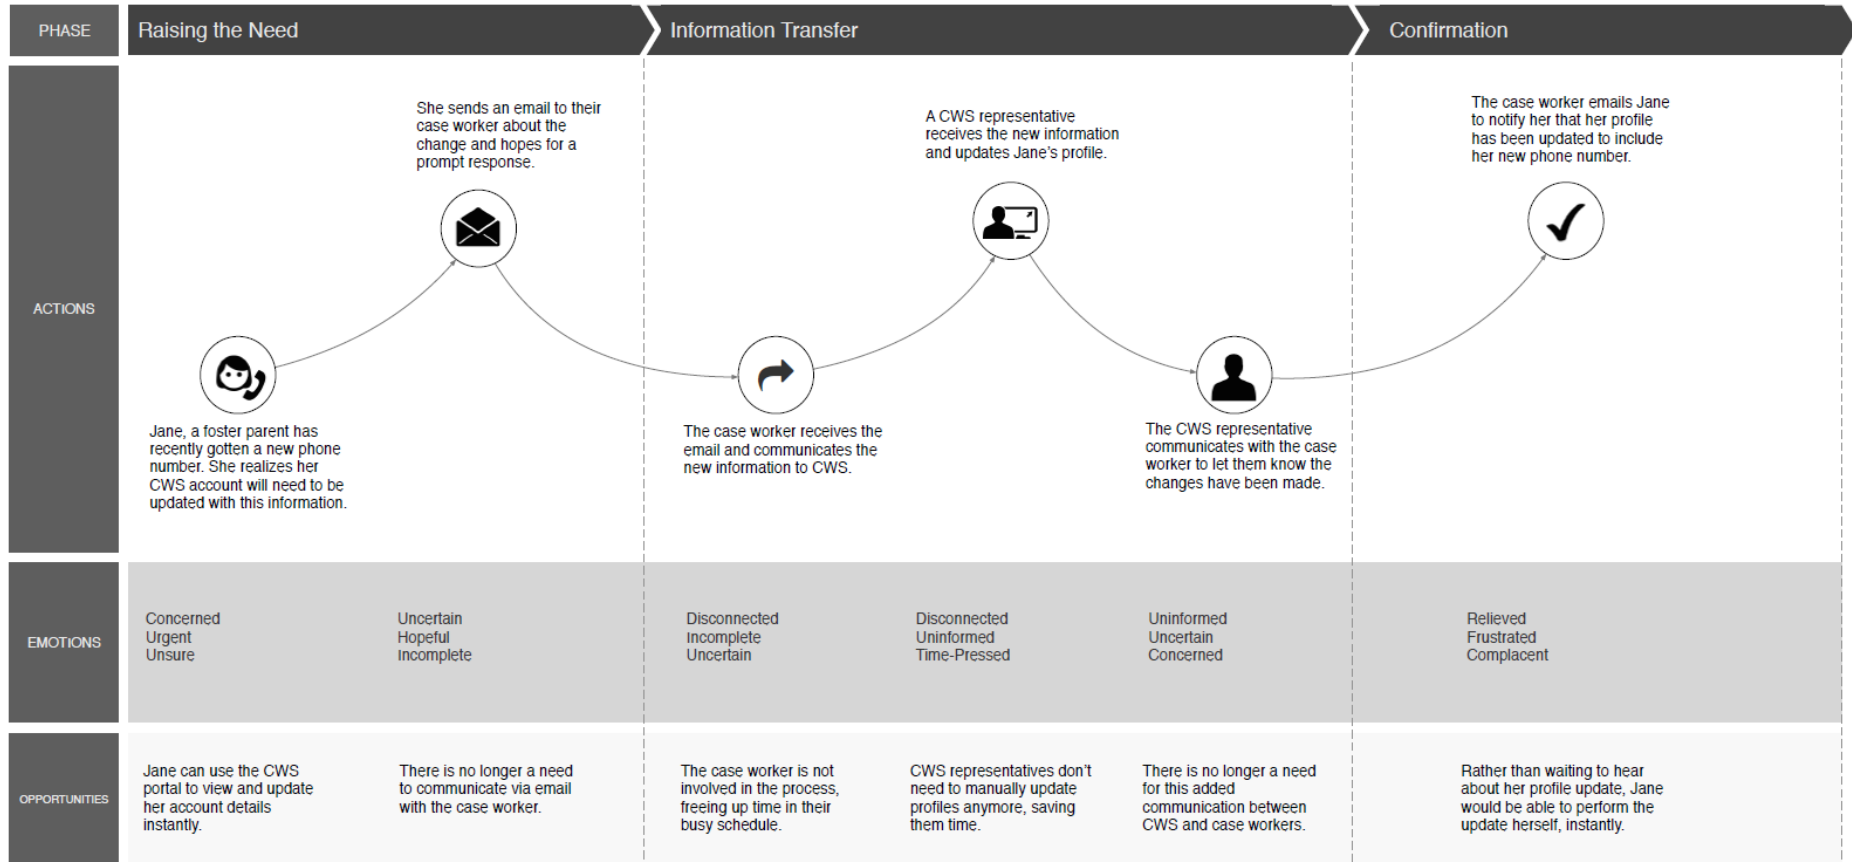 PHASE
Raising the Need
Information Transfer
Confirmation
ACTIONS
Jane, a foster parent has
recently gotten a new phone
number. She realizes her
CWS account will need to be
updated with this information.
She sends an email to their
case worker about the
change and hopes for a
prompt response.
The case worker receives the
email and communicates the
new information to CWS.
A CWS representative
receives the new information
and updates Jane's profile.
The CWS representative
communicates with the case
worker to let them know the
changes have been made.
The case worker emails Jane
to notify her that her profile
has been updated to include
her new phone number.
EMOTIONS
Concerned
Urgent
Unsure
Uncertain
Hopeful
Incomplete
Disconnected
Incomplete
Uncertain
Disconnected
Uninformed
Time-Pressed
Uninformed
Uncertain
Concerned
Relieved
Frustrated
Complacent
OPPORTUNITIES
Jane can use the CWS
portal to view and update
her account details
instantly.
There is no longer a need
to communicate via email
with the case worker.
The case worker is not
involved in the process,
freeing up time in their
busy schedule.
CWS representatives don't
need to manually update
profiles anymore, saving
them time.
There is no longer a need
for this added
communication between
CWS and case workers.
Rather than waiting to hear
about her profile update, Jane
would be able to perform the
update herself, instantly.